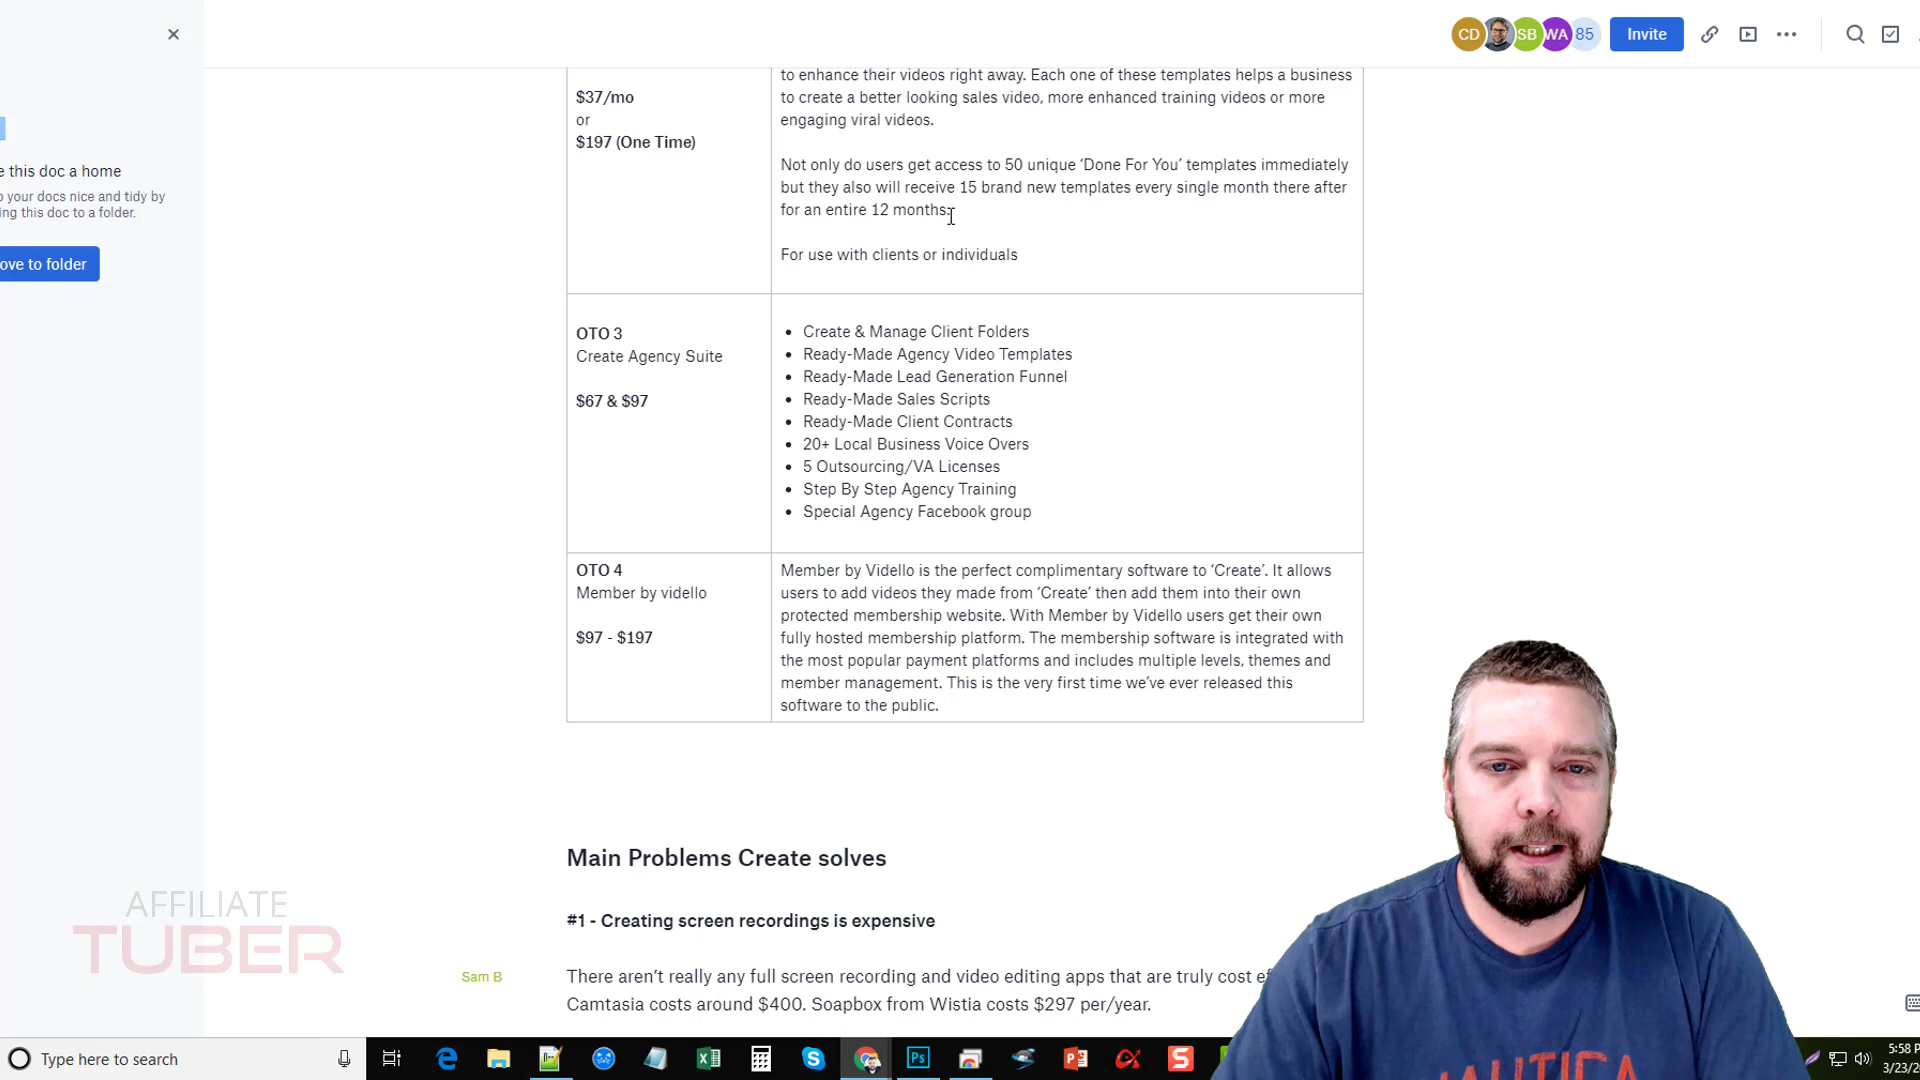 CD SB WA 85 Invite
e this doc a home
o your docs nice and tidy by
ing this doc to a folder.
ove to folder
$37/mo
or
$197 (One Time)
to enhance their videos right away. Each one of these templates helps a business
to create a better looking sales video, more enhanced training videos or more
engaging viral videos.
Not only do users get access to 50 unique ‘Done For You’ templates immediately
but they also will receive 15 brand new templates every single month there after
for an entire 12 months.
For use with clients or individuals
OTO 3
Create Agency Suite
$67 & $97
• Create & Manage Client Folders
• Ready-Made Agency Video Templates
• Ready-Made Lead Generation Funnel
• Ready-Made Sales Scripts
• Ready-Made Client Contracts
• 20+ Local Business Voice Overs
• 5 Outsourcing/VA Licenses
• Step By Step Agency Training
• Special Agency Facebook group
OTO 4
Member by vidello
$97 - $197
Member by Vidello is the perfect complimentary software to ‘Create’. It allows
users to add videos they made from ‘Create’ then add them into their own
protected membership website. With Member by Vidello users get their own
fully hosted membership platform. The membership software is integrated with
the most popular payment platforms and includes multiple levels, themes and
member management. This is the very first time we’ve ever released this
software to the public.
Main Problems Create solves
#1 - Creating screen recordings is expensive
Sam B
There aren’t really any full screen recording and video editing apps that are truly cost
Camtasia costs around $400. Soapbox from Wistia costs $297 per/year.
AFFILIATE
TUBER
NAUTICA
Type here to search
Ps
S
5:58 P
3/23/20